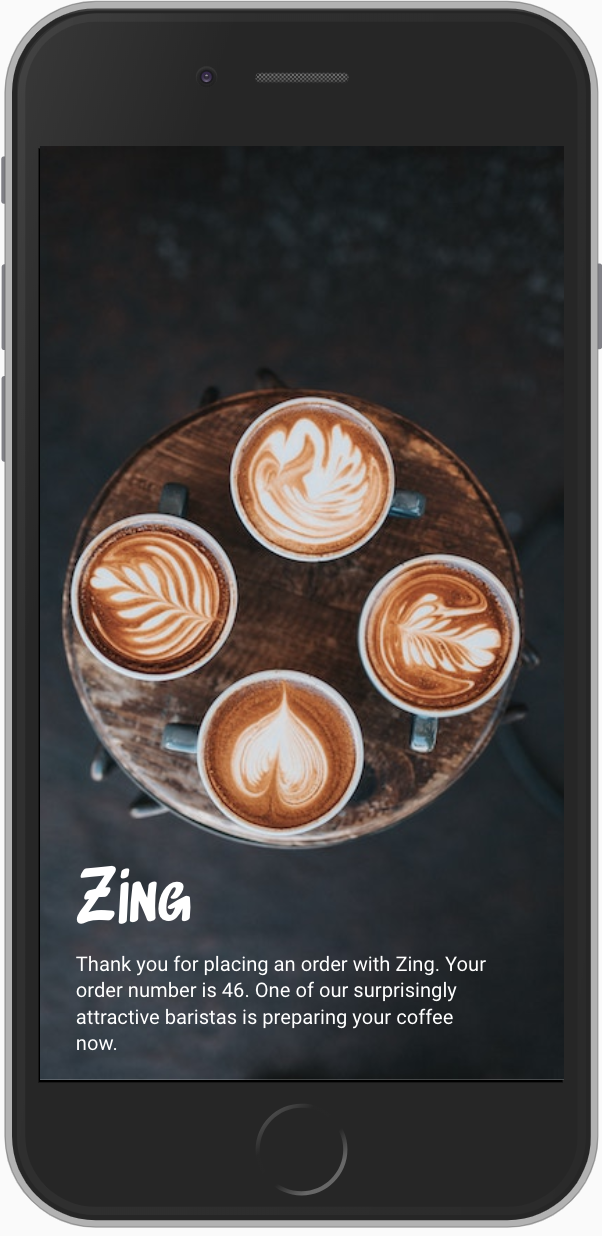 Zing
Thank you for placing an order with Zing. Your
order number is 46. One of our surprisingly
attractive baristas is preparing your coffee
now.